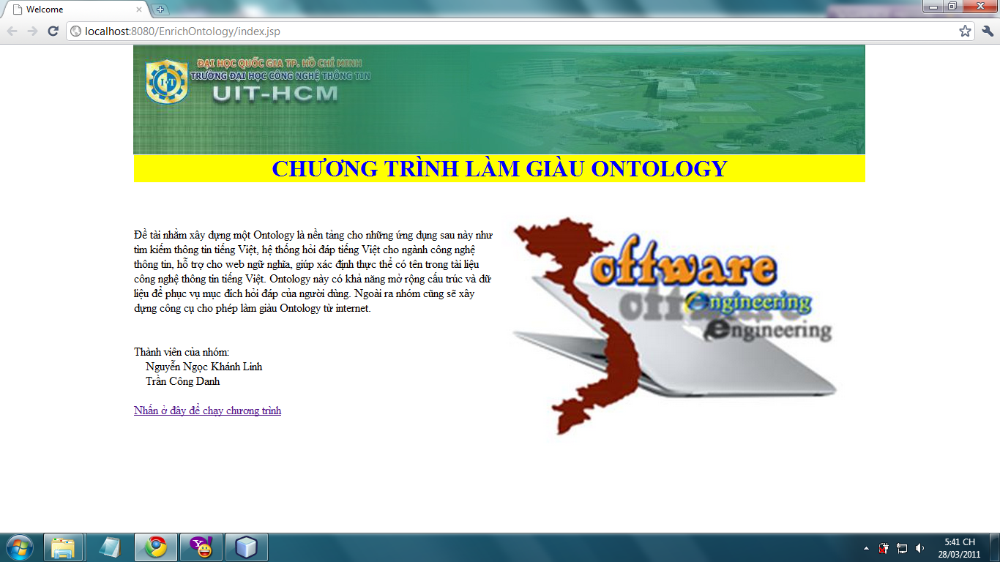 Welcome
localhost:8080/EnrichOntology/index.jsp
ĐẠI HỌC QUỐC GIA TP. HỒ CHÍ MINH
TRƯỜNG ĐẠI HỌC CÔNG NGHỆ THÔNG TIN
UIT-HCM
CHƯƠNG TRÌNH LÀM GIÀU ONTOLOGY
Đề tài nhằm xây dựng một Ontology là nền tảng cho những ứng dụng sau này như
tìm kiếm thông tin tiếng Việt, hệ thống hỏi đáp tiếng Việt cho ngành công nghệ
thông tin, hỗ trợ cho web ngữ nghĩa, giúp xác định thực thể có tên trong tài liệu
công nghệ thông tin tiếng Việt. Ontology này có khả năng mở rộng cấu trúc và dữ
liệu để phục vụ mục đích hỏi đáp của người dùng. Ngoài ra nhóm cũng sẽ xây
dựng công cụ cho phép làm giàu Ontology từ internet.
Thành viên của nhóm:
Nguyễn Ngọc Khánh Linh
Trần Công Danh
Nhấn ở đây để chạy chương trình
oftware
engineering
5:41 CH
28/03/2011